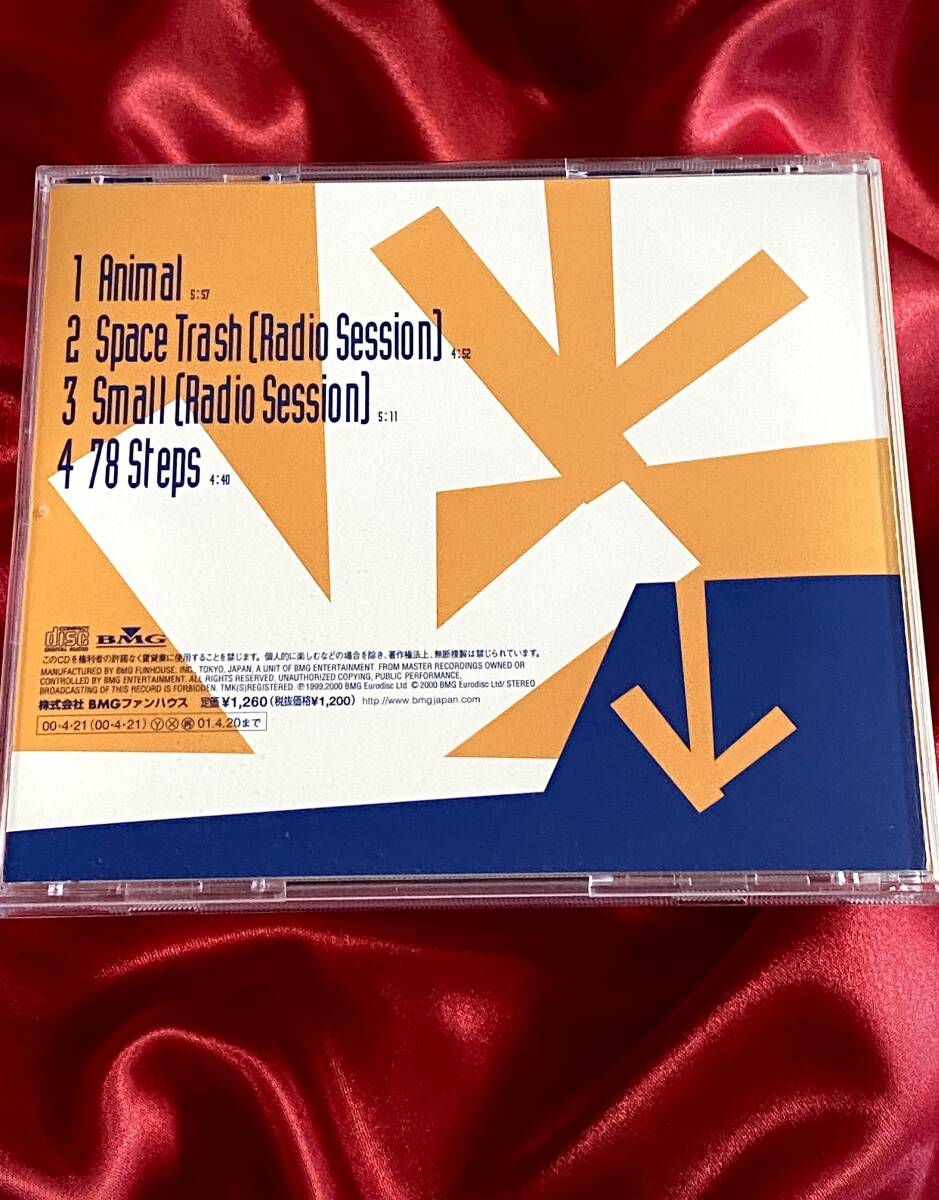 1 Animal 5:57
2 Space Trash (Radio Session) 4:52
3 Small (Radio Session) 5:11
4 78 Steps 4:40
COMPACT disc DIGITAL AUDIO BMG
このCDを権利者の許諾なく賃貸業に使用することを禁じます。個人的に楽しむなどの場合を除き、著作権法上、無断複製は禁じられています。
MANUFACTURED BY BMG FUNHOUSE, INC., TOKYO, JAPAN, A UNIT OF BMG ENTERTAINMENT. FROM MASTER RECORDINGS OWNED OR
CONTROLLED BY BMG ENTERTAINMENT. ALL RIGHTS RESERVED. UNAUTHORIZED COPYING, PUBLIC PERFORMANCE,
BROADCASTING OF THIS RECORD IS FORBIDDEN. TMK(S)REGISTERED. ℗1999,2000 BMG Eurodisc Ltd © 2000 BMG Eurodisc Ltd/ STEREO
株式会社 BMGファンハウス 定価¥1,260(税抜価格¥1,200) http://www.bmgjapan.com
00・4・21 (00・4・21) Ⓨ Ⓧ ㊢ 01.4.20まで